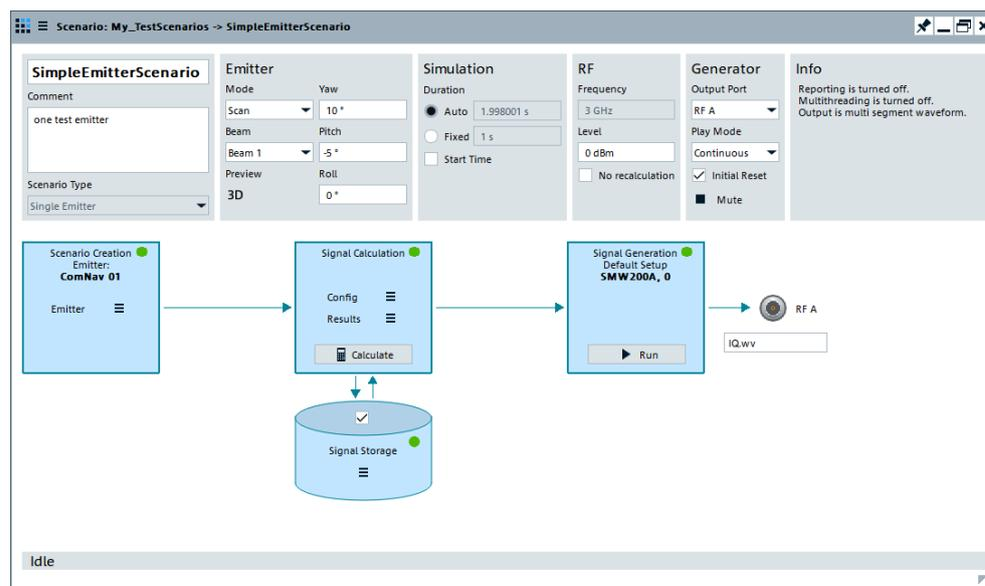 Scenario: My_TestScenarios -> SimpleEmitterScenario
SimpleEmitterScenario
Comment
one test emitter
Scenario Type
Single Emitter
Emitter
Mode
Yaw
Scan
10 °
Beam
Pitch
Beam 1
-5 °
Preview
Roll
3D
0 °
Simulation
Duration
Auto
1.998001 s
Fixed
1 s
Start Time
RF
Frequency
3 GHz
Level
0 dBm
No recalculation
Generator
Output Port
RF A
Play Mode
Continuous
Initial Reset
Mute
Info
Reporting is turned off.
Multithreading is turned off.
Output is multi segment waveform.
Scenario Creation
Emitter:
ComNav 01
Emitter
Signal Calculation
Config
Results
Calculate
Signal Storage
Signal Generation
Default Setup
SMW200A, 0
Run
RF A
IQ.wv
Idle